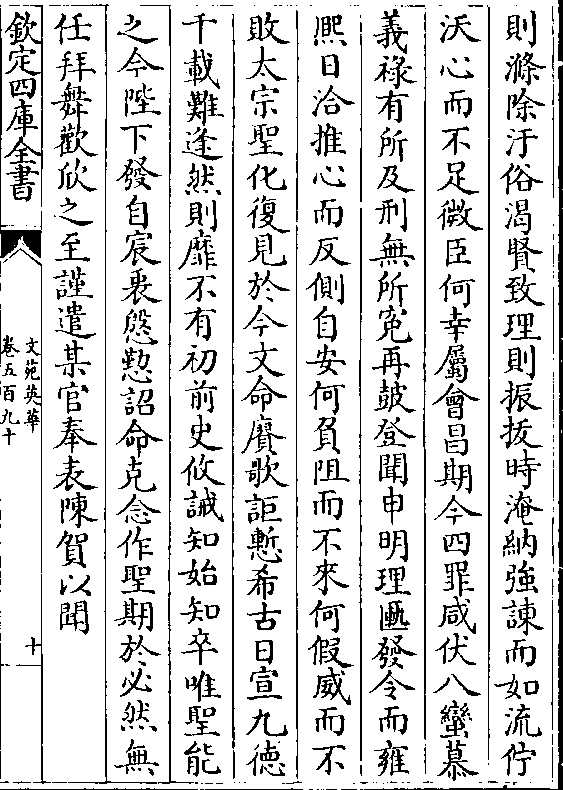 則滌除汙俗渴賢致理則振拔時淹納強諫而如流佇
沃心而不足微臣何幸屬會昌期今四罪咸伏八蠻慕
義祿有所及刑無所寃再皷登聞申明理匭發令而雍
熙日洽推心而反側自安何負阻而不來何假威而不
敗太宗聖化復見於今文命賡歌詎慙希古日宣九德
千載難逢然則靡不有初前史攸誡知始知卒唯聖能
之今陛下發自宸衷慇懃詔命克念作聖期於必然無
任拜舞歡欣之至謹遣某官奉表陳賀以聞
欽定四庫全書
文苑英華
卷五百九十
十